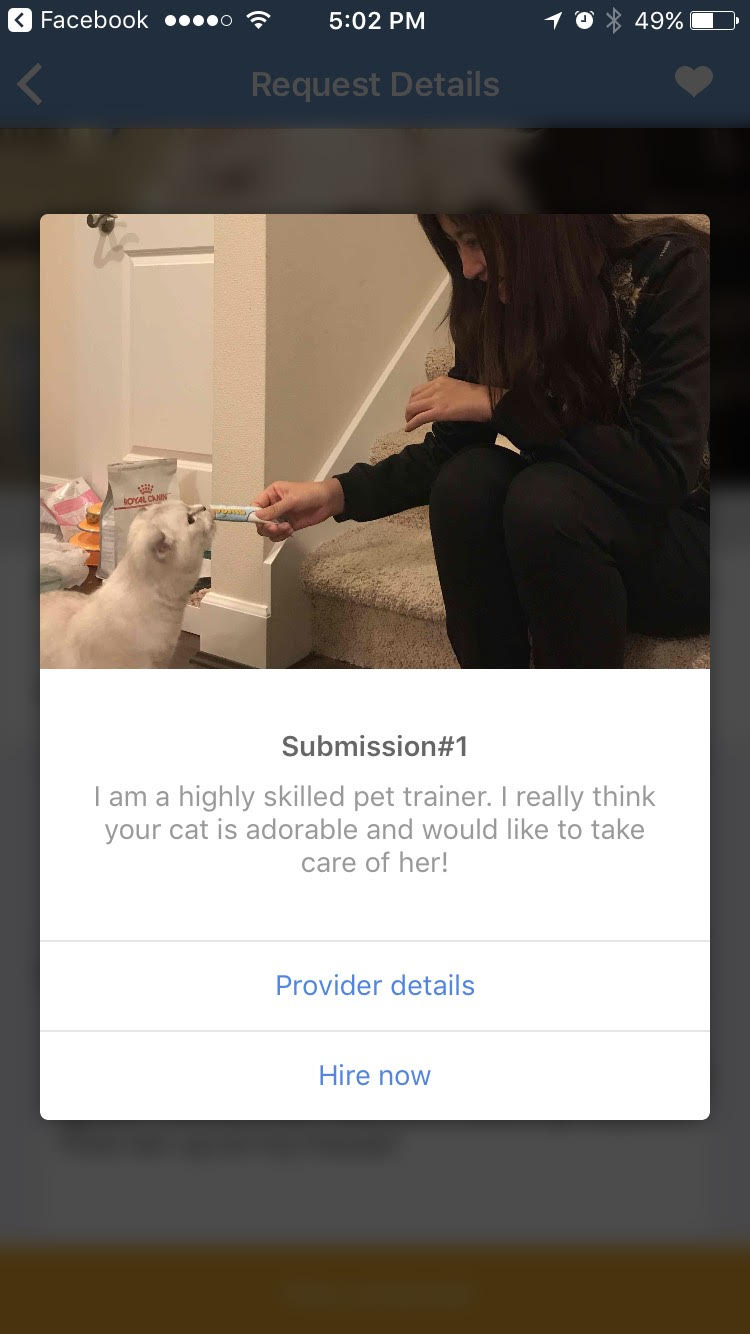 Facebook 5:02 PM 49%
Request Details
ROYAL CANIN
Submission#1
I am a highly skilled pet trainer. I really think
your cat is adorable and would like to take
care of her!
Provider details
Hire now